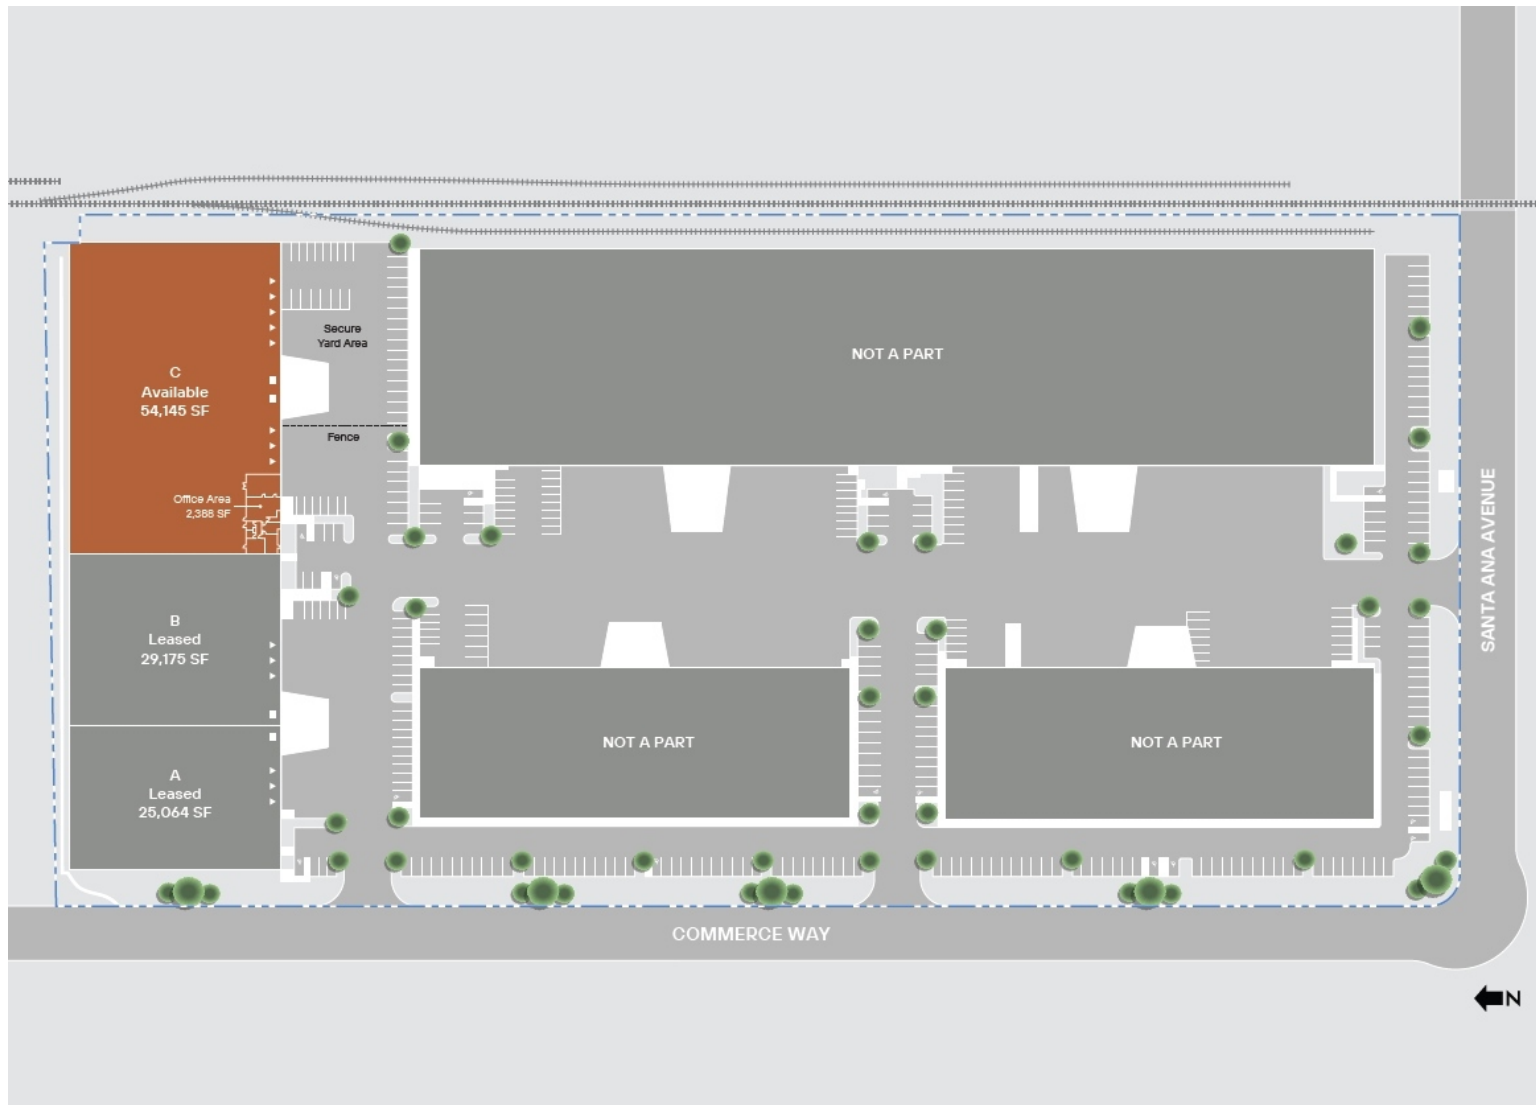 Secure
Yard Area
NOT A PART
C
Available
54,145 SF
Fence
Office Area
2,388 SF
SANTA ANA AVENUE
B
Leased
29,175 SF
NOT A PART
NOT A PART
A
Leased
25,064 SF
COMMERCE WAY
N